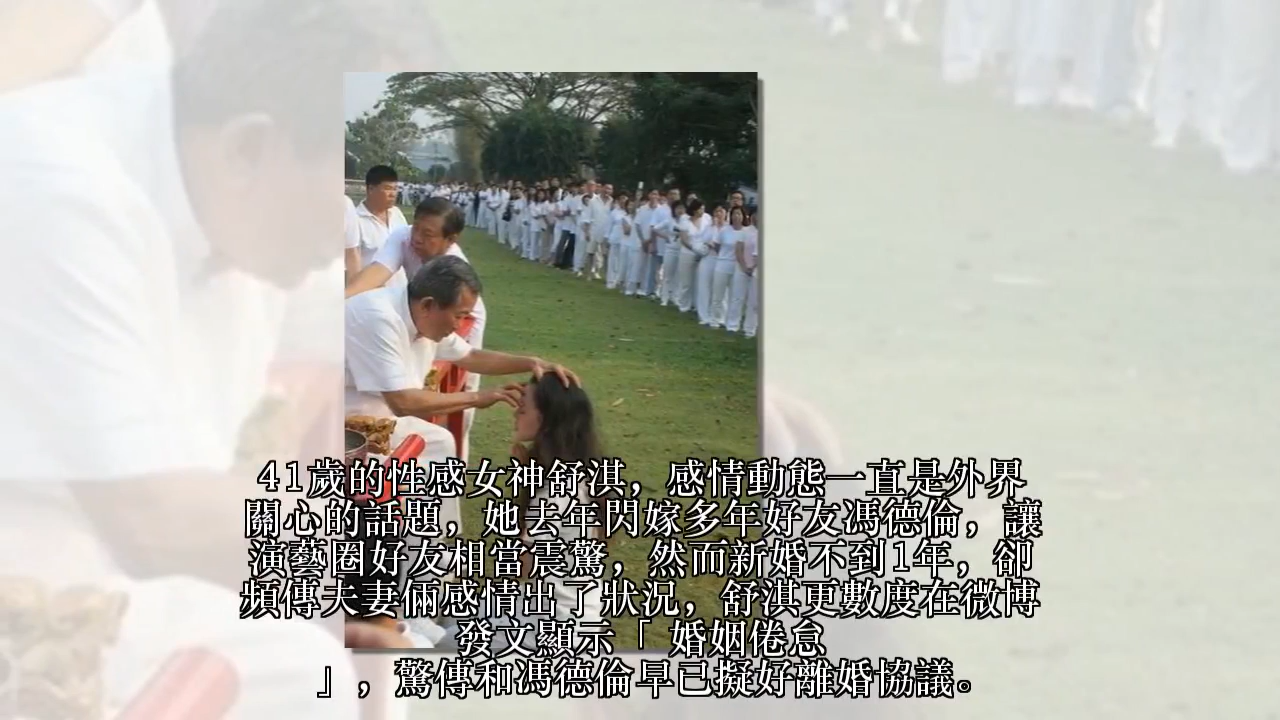 41歲的性感女神舒淇，感情動態一直是外界
關心的話題，她去年閃嫁多年好友馮德倫，讓
演藝圈好友相當震驚，然而新婚不到1年，卻
頻傳夫妻倆感情出了狀況，舒淇更數度在微博
發文顯示「 婚姻倦怠
」，驚傳和馮德倫早已擬好離婚協議。